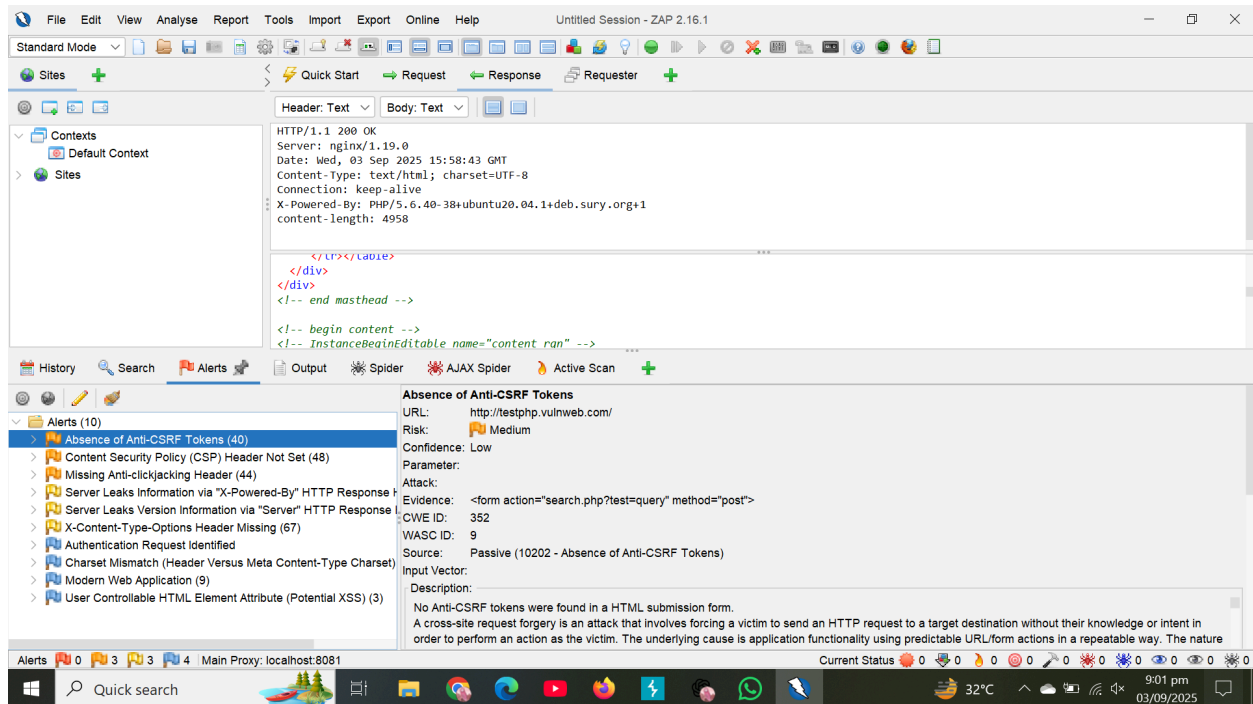 File Edit View Analyse Report Tools Import Export Online Help Untitled Session - ZAP 2.16.1
Standard Mode
Sites Quick Start Request Response Requester
Header: Text Body: Text
Contexts
Default Context
Sites
HTTP/1.1 200 OK
Server: nginx/1.19.0
Date: Wed, 03 Sep 2025 15:58:43 GMT
Content-Type: text/html; charset=UTF-8
Connection: keep-alive
X-Powered-By: PHP/5.6.40-38+ubuntu20.04.1+deb.sury.org+1
content-length: 4958
</tr></table>
</div>
</div>
<!-- end masthead -->
<!-- begin content -->
<!-- InstanceBeginEditable name="content_rgn" -->
History Search Alerts Output Spider AJAX Spider Active Scan
Alerts (10)
Absence of Anti-CSRF Tokens (40)
Content Security Policy (CSP) Header Not Set (48)
Missing Anti-clickjacking Header (44)
Server Leaks Information via "X-Powered-By" HTTP Response H
Server Leaks Version Information via "Server" HTTP Response
X-Content-Type-Options Header Missing (67)
Authentication Request Identified
Charset Mismatch (Header Versus Meta Content-Type Charset)
Modern Web Application (9)
User Controllable HTML Element Attribute (Potential XSS) (3)
Absence of Anti-CSRF Tokens
URL: http://testphp.vulnweb.com/
Risk: Medium
Confidence: Low
Parameter:
Attack:
Evidence: <form action="search.php?test=query" method="post">
CWE ID: 352
WASC ID: 9
Source: Passive (10202 - Absence of Anti-CSRF Tokens)
Input Vector:
Description:
No Anti-CSRF tokens were found in a HTML submission form.
A cross-site request forgery is an attack that involves forcing a victim to send an HTTP request to a target destination without their knowledge or intent in
order to perform an action as the victim. The underlying cause is application functionality using predictable URL/form actions in a repeatable way. The nature
Alerts 0 3 3 4 Main Proxy: localhost:8081 Current Status 0 0 0 0 0 0 0 0 0 0
Quick search 32°C 9:01 pm
03/09/2025